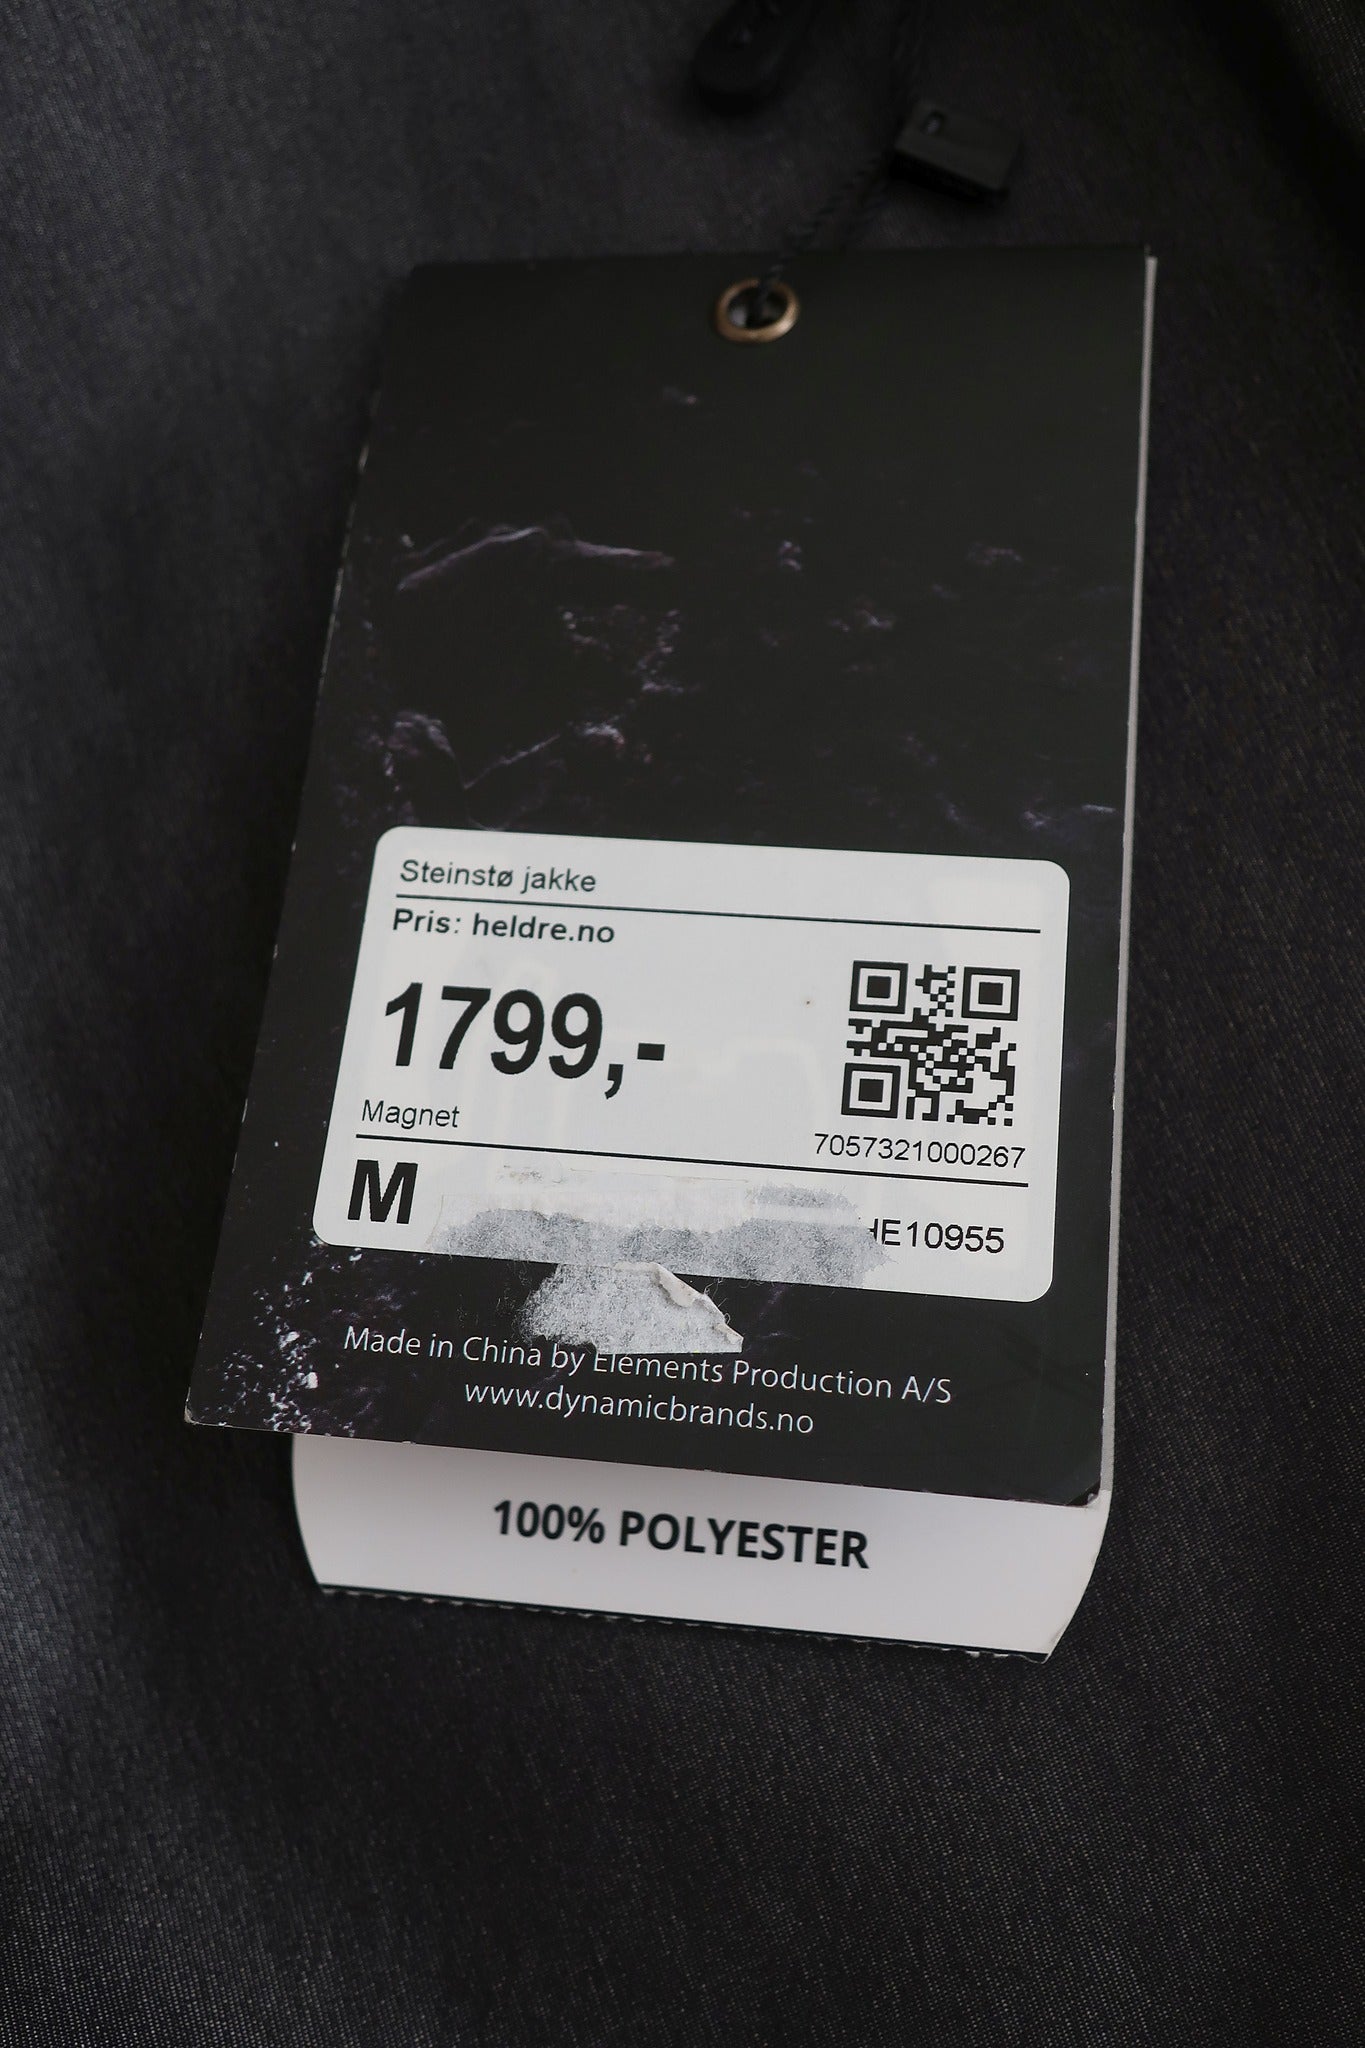 Steinstø jakke
Pris: heldre.no
1799,-
Magnet
7057321000267
M
HE10955
Made in China by Elements Production A/S
www.dynamicbrands.no
100% POLYESTER